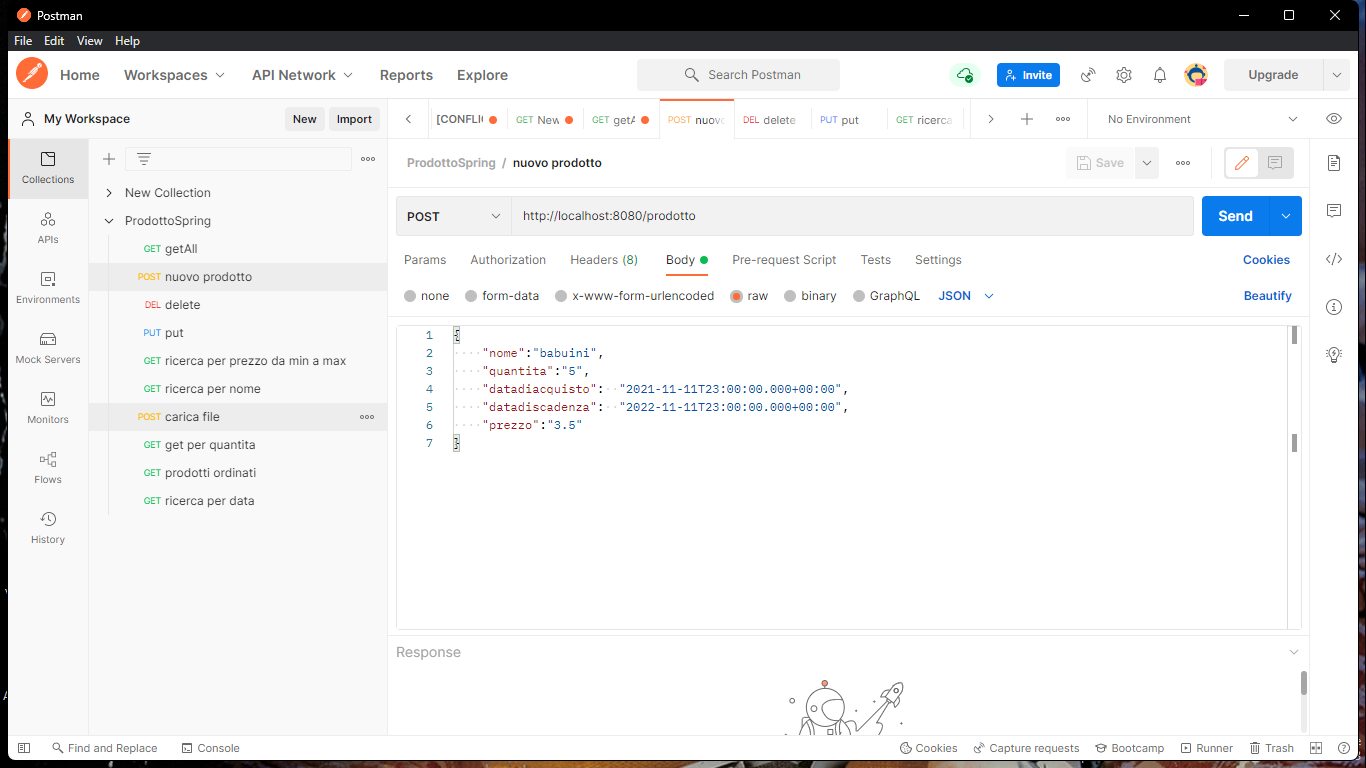 Postman
File Edit View Help
Home Workspaces API Network Reports Explore Search Postman Invite Upgrade
My Workspace New Import
[CONFLIC GET New GET getA POST nuovo DEL delete PUT put GET ricerca No Environment
Collections
APIs
Environments
Mock Servers
Monitors
Flows
History
New Collection
ProdottoSpring
GET getAll
POST nuovo prodotto
DEL delete
PUT put
GET ricerca per prezzo da min a max
GET ricerca per nome
POST carica file
GET get per quantita
GET prodotti ordinati
GET ricerca per data
ProdottoSpring / nuovo prodotto Save
POST http://localhost:8080/prodotto Send
Params Authorization Headers (8) Body Pre-request Script Tests Settings Cookies
none form-data x-www-form-urlencoded raw binary GraphQL JSON Beautify
1 {
2 "nome":"babuini",
3 "quantita":"5",
4 "datadiacquisto": "2021-11-11T23:00:00.000+00:00",
5 "datadiscadenza": "2022-11-11T23:00:00.000+00:00",
6 "prezzo":"3.5"
7 }
Response
Find and Replace Console Cookies Capture requests Bootcamp Runner Trash